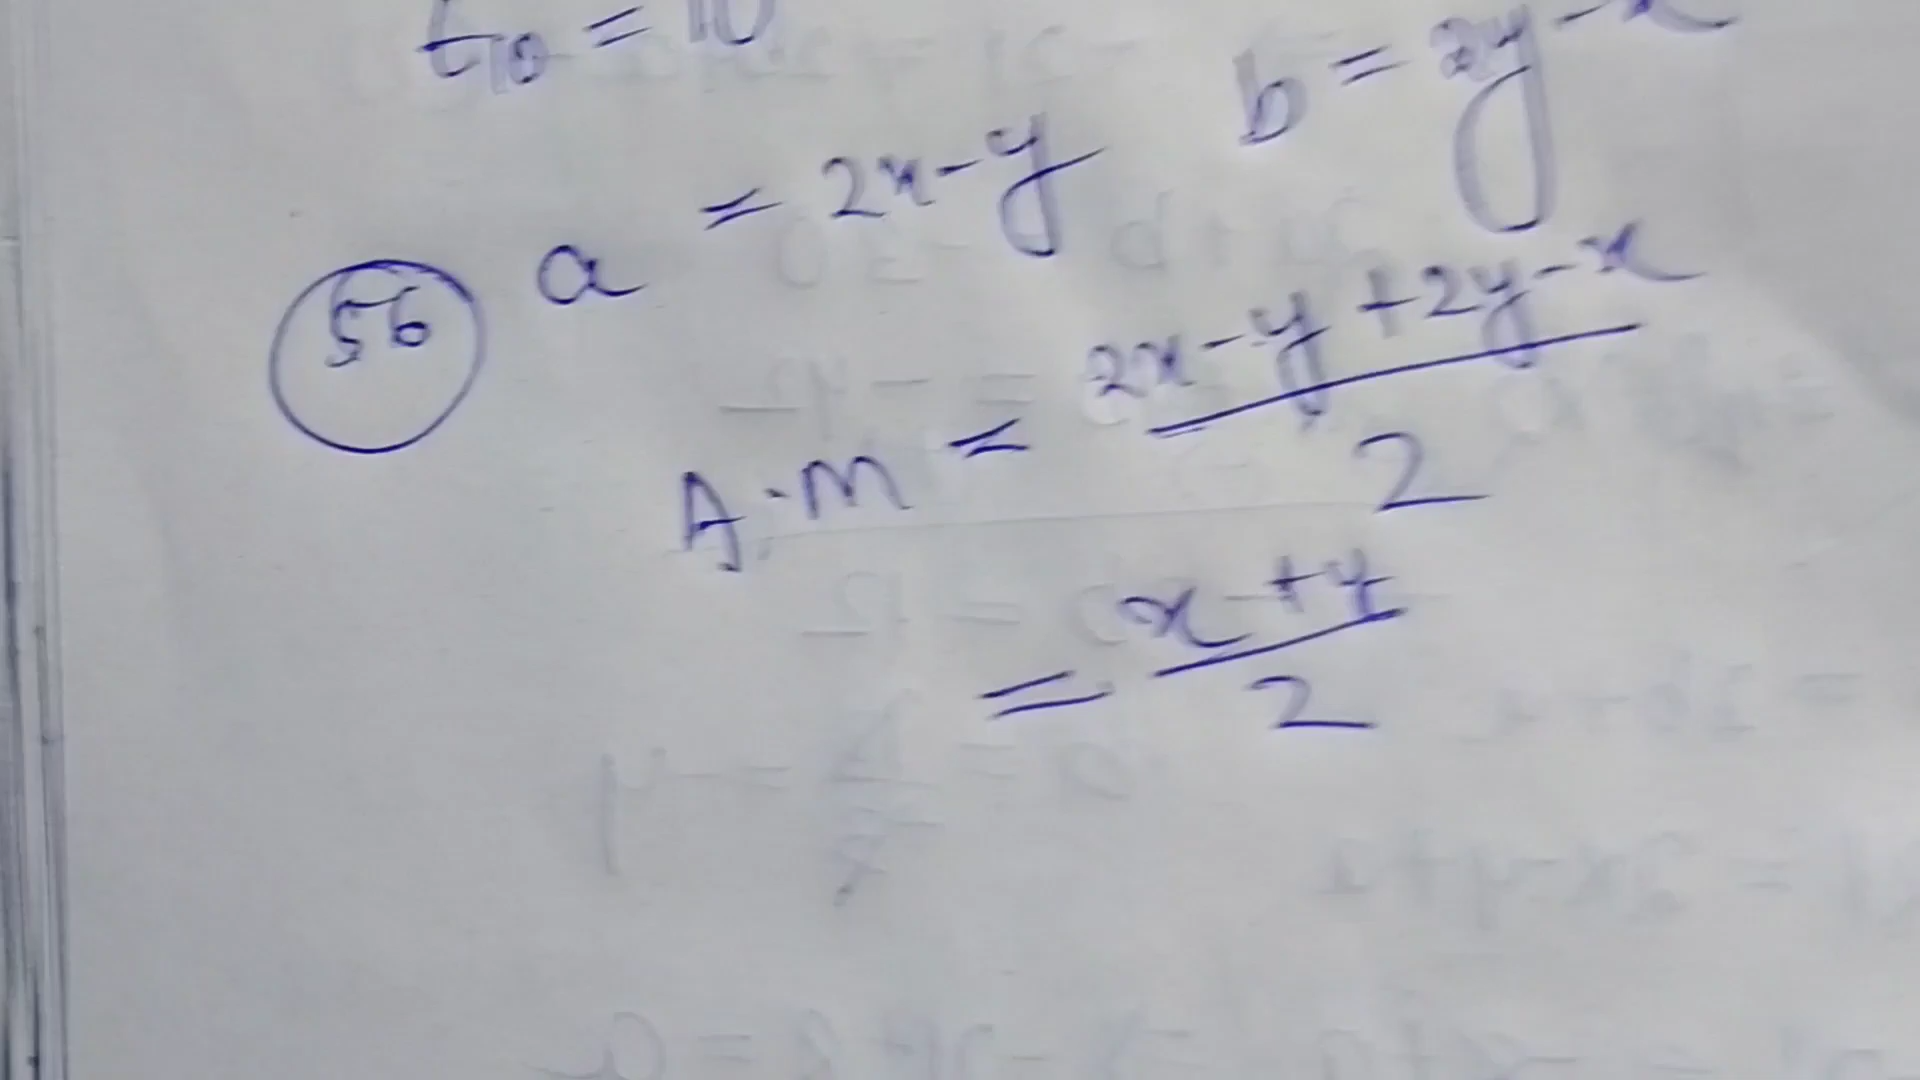 t10 = 10
b = 2y - x
a = 2x - y
56
A.M = 2x - y + 2y - x / 2
= x + y / 2